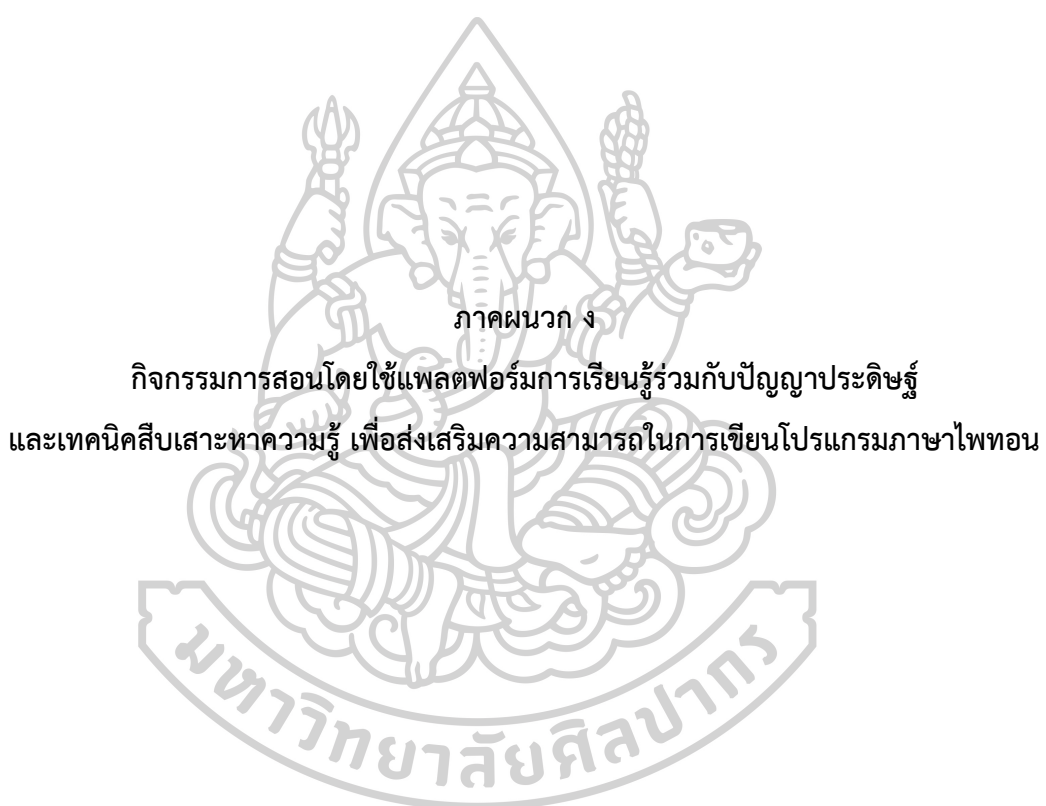 ภาคผนวก ง
กิจกรรมการสอนโดยใช้แพลตฟอร์มการเรียนรู้ร่วมกับปัญญาประดิษฐ์
และเทคนิคสืบเสาะหาความรู้ เพื่อส่งเสริมความสามารถในการเขียนโปรแกรมภาษาไพทอน
มหาวิทยาลัยศิลปากร